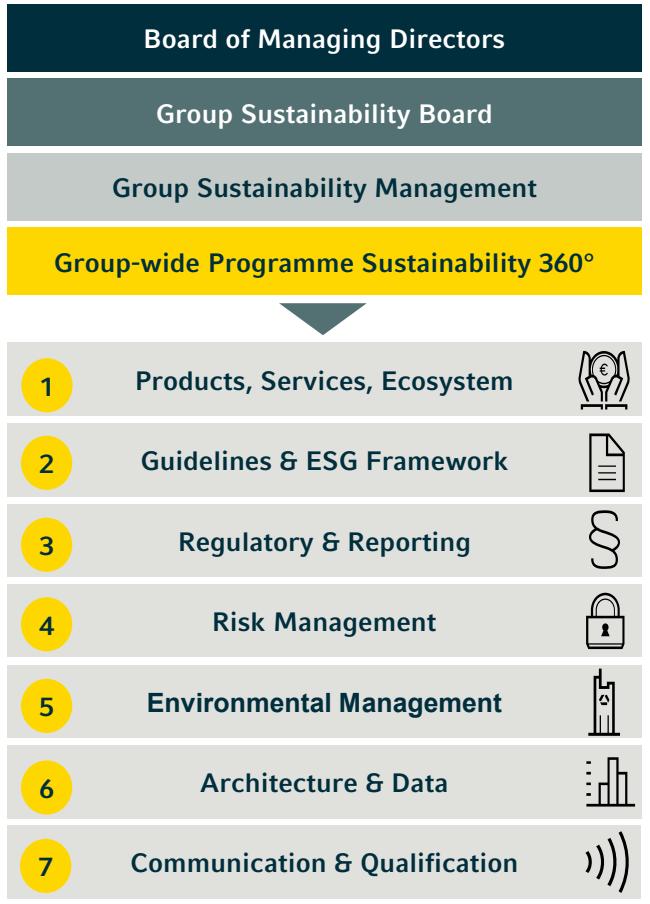 Board of Managing Directors
Group Sustainability Board
Group Sustainability Management
Group-wide Programme Sustainability 360°
1 Products, Services, Ecosystem €
2 Guidelines & ESG Framework
3 Regulatory & Reporting §
4 Risk Management
5 Environmental Management
6 Architecture & Data
7 Communication & Qualification